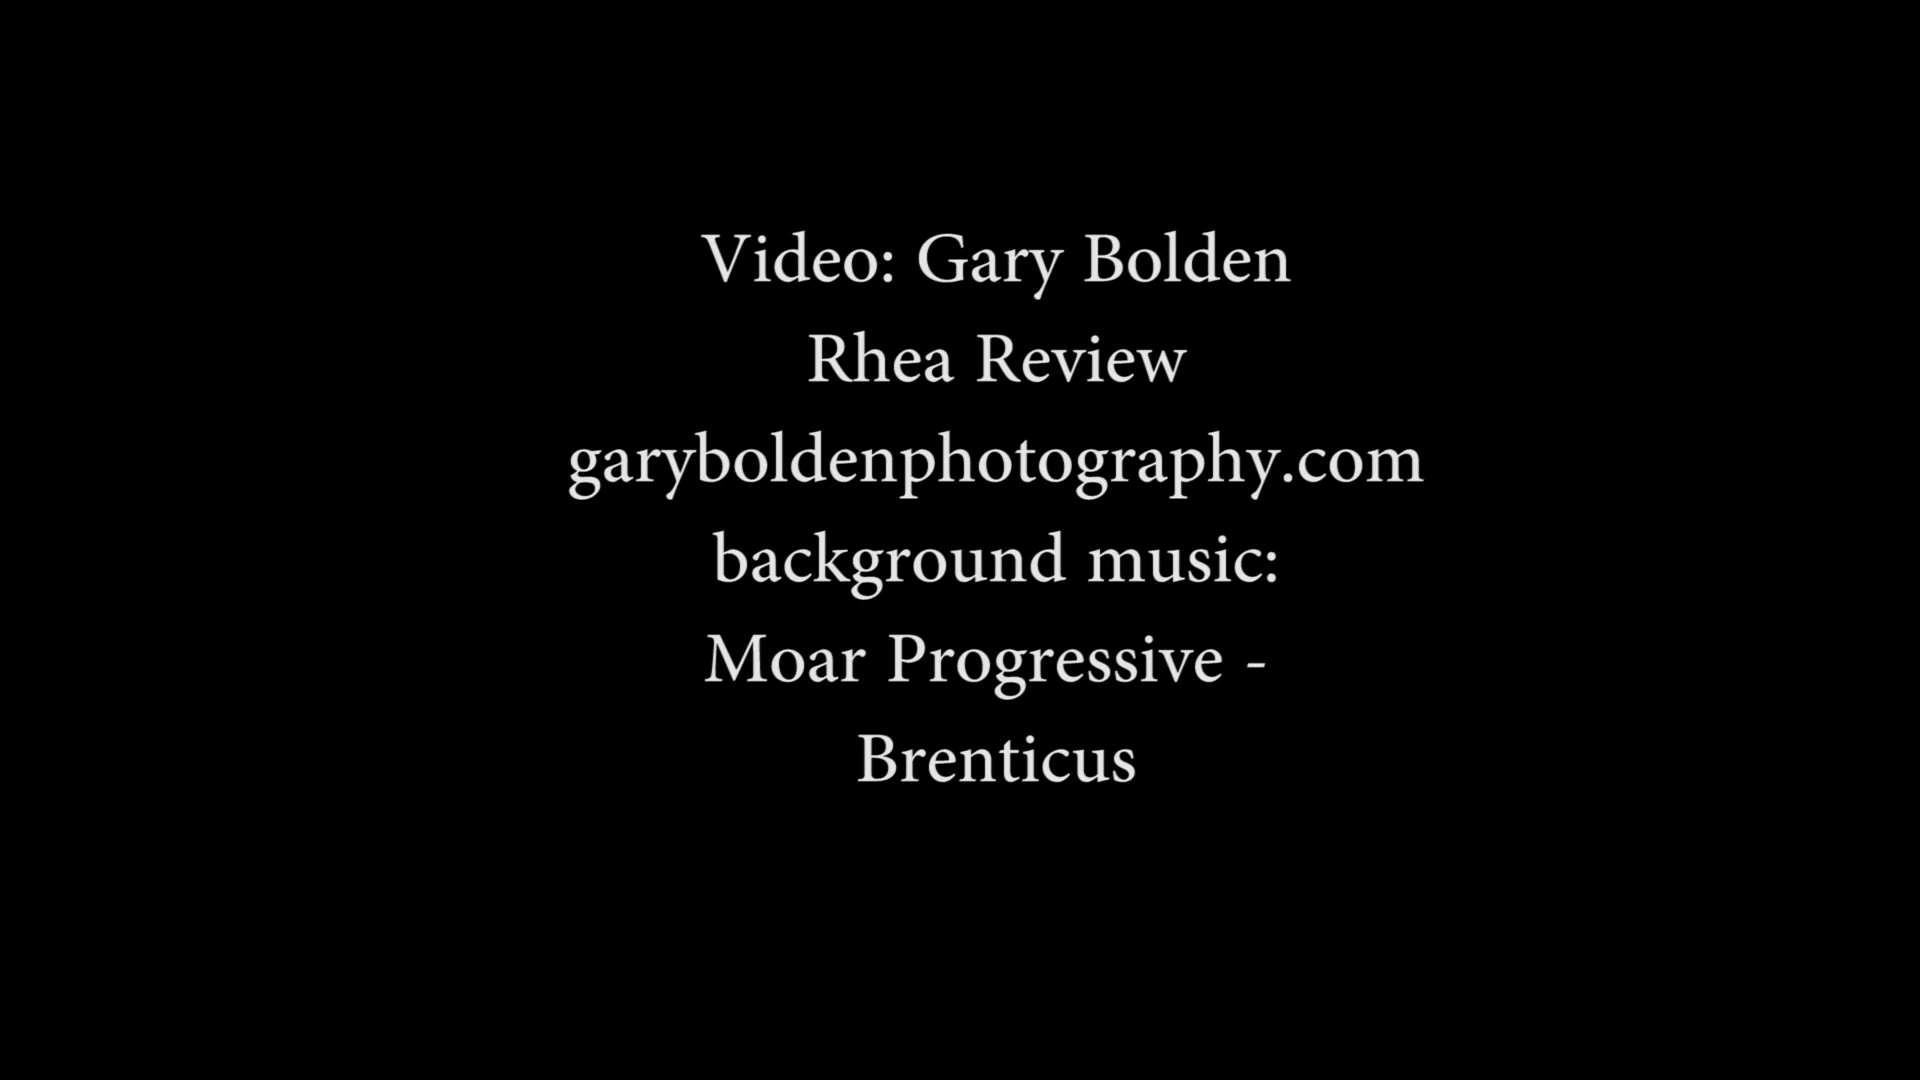 Video: Gary Bolden
Rhea Review
garyboldenphotography.com
background music:
Moar Progressive -
Brenticus